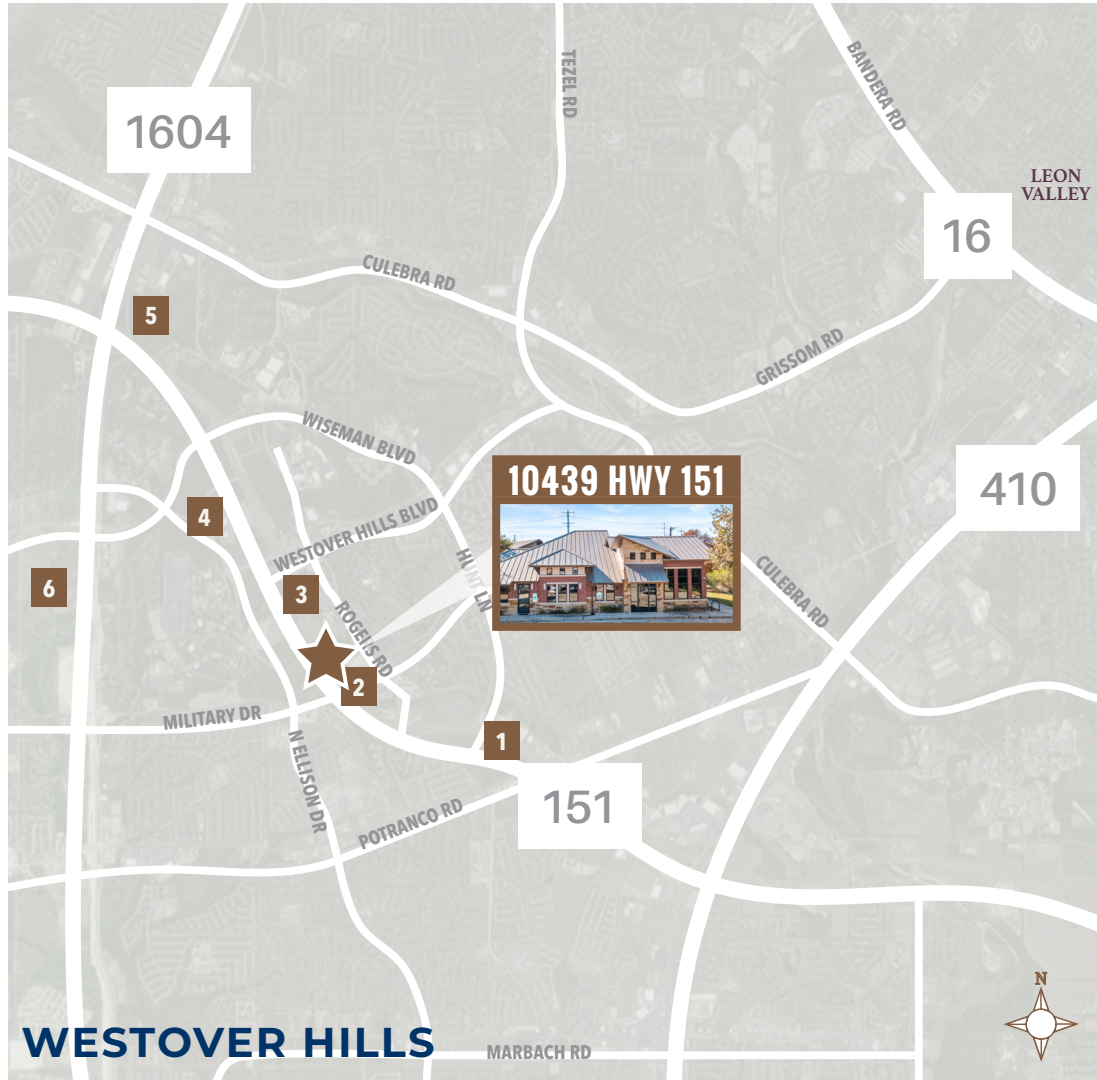 TEZEL RD
BANDERA RD
1604
LEON
VALLEY
16
CULEBRA RD
5
GRISSOM RD
WISEMAN BLVD
10439 HWY 151
410
4
WESTOVER HILLS BLVD
HUNT LN
CULEBRA RD
6
3
ROGERS RD
2
MILITARY DR
1
N ELLISON DR
151
POTRANCO RD
N
WESTOVER HILLS
MARBACH RD